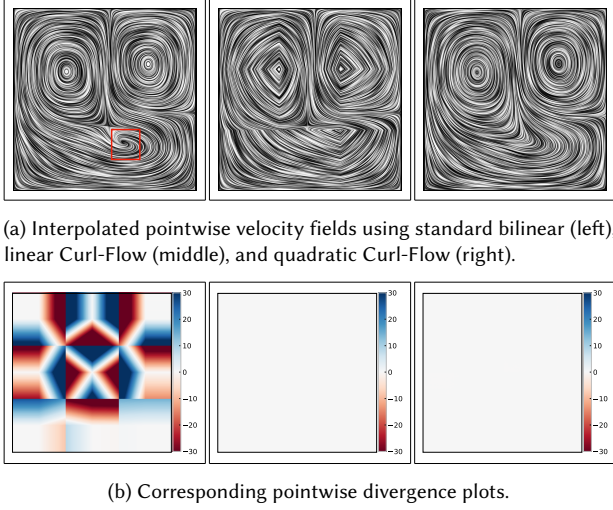 (a) Interpolated pointwise velocity fields using standard bilinear (left)
linear Curl-Flow (middle), and quadratic Curl-Flow (right).
30 30 30
20 20 20
10 10 10
0 0 0
−10 −10 −10
−20 −20 −20
−30 −30 −30
(b) Corresponding pointwise divergence plots.